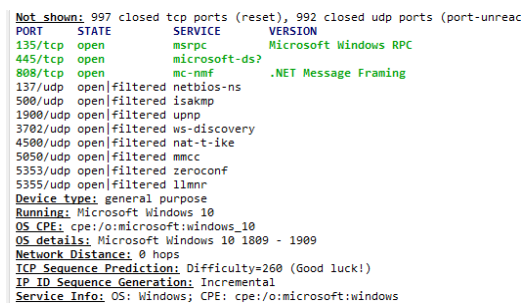 Not shown: 997 closed tcp ports (reset), 992 closed udp ports (port-unreac
PORT STATE SERVICE VERSION
135/tcp open msrpc Microsoft Windows RPC
445/tcp open microsoft-ds?
808/tcp open mc-nmf .NET Message Framing
137/udp open|filtered netbios-ns
500/udp open|filtered isakmp
1900/udp open|filtered upnp
3702/udp open|filtered ws-discovery
4500/udp open|filtered nat-t-ike
5050/udp open|filtered mmcc
5353/udp open|filtered zeroconf
5355/udp open|filtered llmnr
Device type: general purpose
Running: Microsoft Windows 10
OS CPE: cpe:/o:microsoft:windows_10
OS details: Microsoft Windows 10 1809 - 1909
Network Distance: 0 hops
TCP Sequence Prediction: Difficulty=260 (Good luck!)
IP ID Sequence Generation: Incremental
Service Info: OS: Windows; CPE: cpe:/o:microsoft:windows